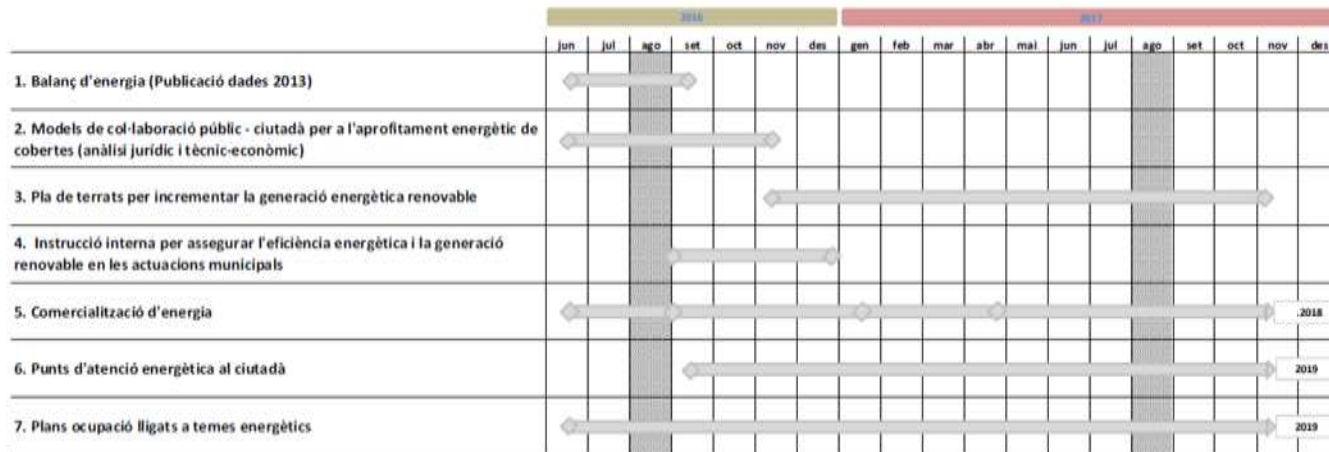 2016 2017
jun jul ago set oct nov des gen feb mar abr mai jun jul ago set oct nov des
1. Balanç d'energia (Publicació dades 2013)
2. Models de col·laboració públic - ciutadà per a l'aprofitament energètic de
cobertes (anàlisi jurídic i tècnic-econòmic)
3. Pla de terrats per incrementar la generació energètica renovable
4. Instrucció interna per assegurar l'eficiència energètica i la generació
renovable en les actuacions municipals
5. Comercialització d'energia
.2018
6. Punts d'atenció energètica al ciutadà
2019
7. Plans ocupació lligats a temes energètics
2019